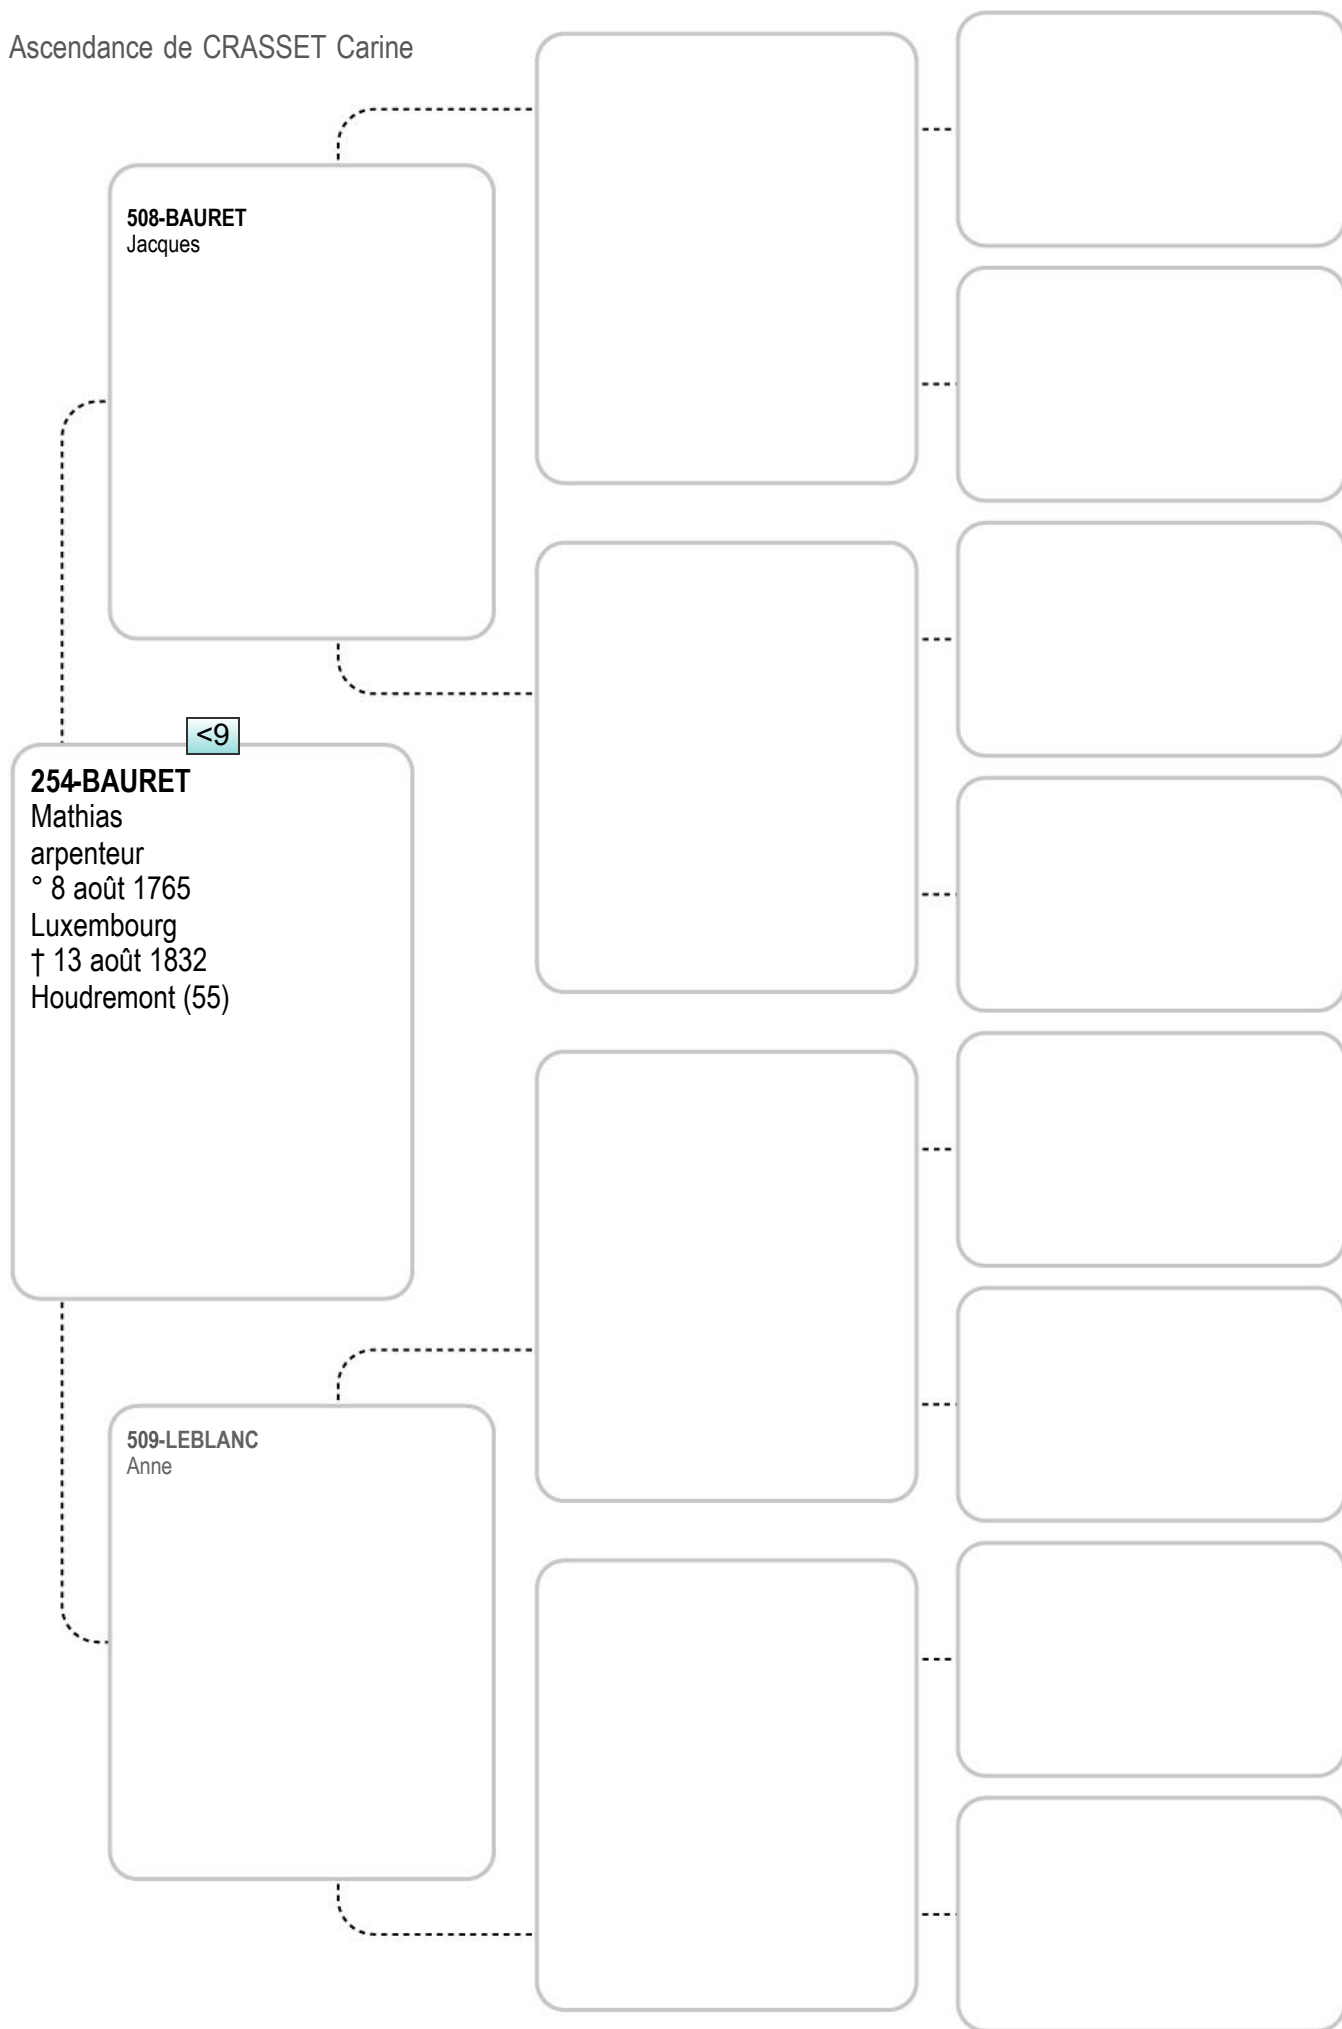 Ascendance de CRASSET Carine
508-BAURET
Jacques
<9
254-BAURET
Mathias
arpenteur
° 8 août 1765
Luxembourg
† 13 août 1832
Houdremont (55)
509-LEBLANC
Anne